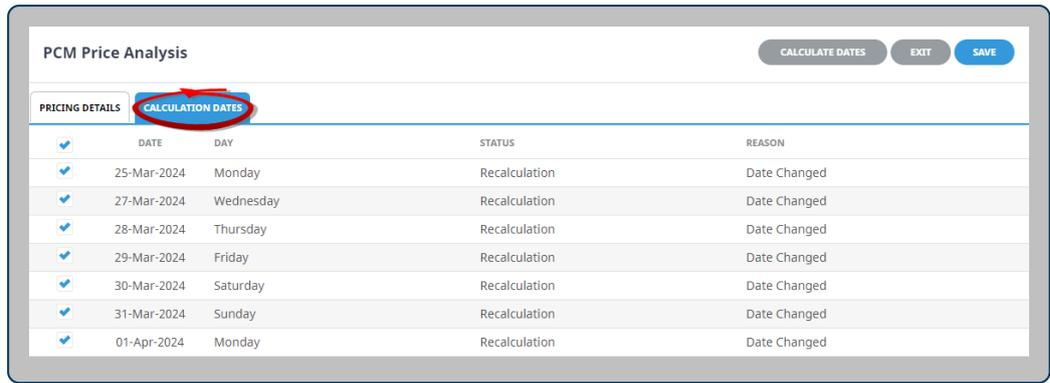 PCM Price Analysis
CALCULATE DATES EXIT SAVE
PRICING DETAILS CALCULATION DATES
DATE DAY STATUS REASON
25-Mar-2024 Monday Recalculation Date Changed
27-Mar-2024 Wednesday Recalculation Date Changed
28-Mar-2024 Thursday Recalculation Date Changed
29-Mar-2024 Friday Recalculation Date Changed
30-Mar-2024 Saturday Recalculation Date Changed
31-Mar-2024 Sunday Recalculation Date Changed
01-Apr-2024 Monday Recalculation Date Changed